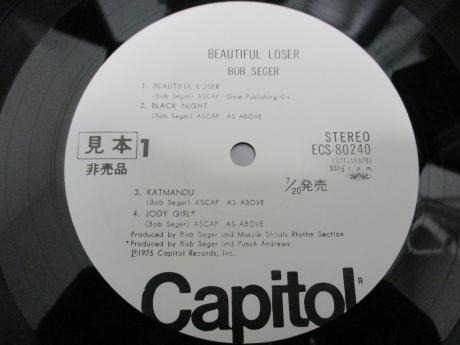 BEAUTIFUL LOSER
BOB SEGER
1. BEAUTIFUL LOSER
(Bob Seger) ASCAP Gear Publishing Co.
2. BLACK NIGHT
(Bob Seger) ASCAP AS ABOVE
見本 1
非売品
STEREO
ECS-80240
33⅓ r. p. m.
3. KATMANDU
(Bob Seger) ASCAP AS ABOVE
7/20発売
4. JODY GIRL*
(Bob Seger) ASCAP AS ABOVE
Produced by Bob Seger and Muscle Shoals Rhythm Section
*Produced by Bob Seger and Punch Andrews
Ⓟ1975 Capitol Records, Inc.
Capitol®